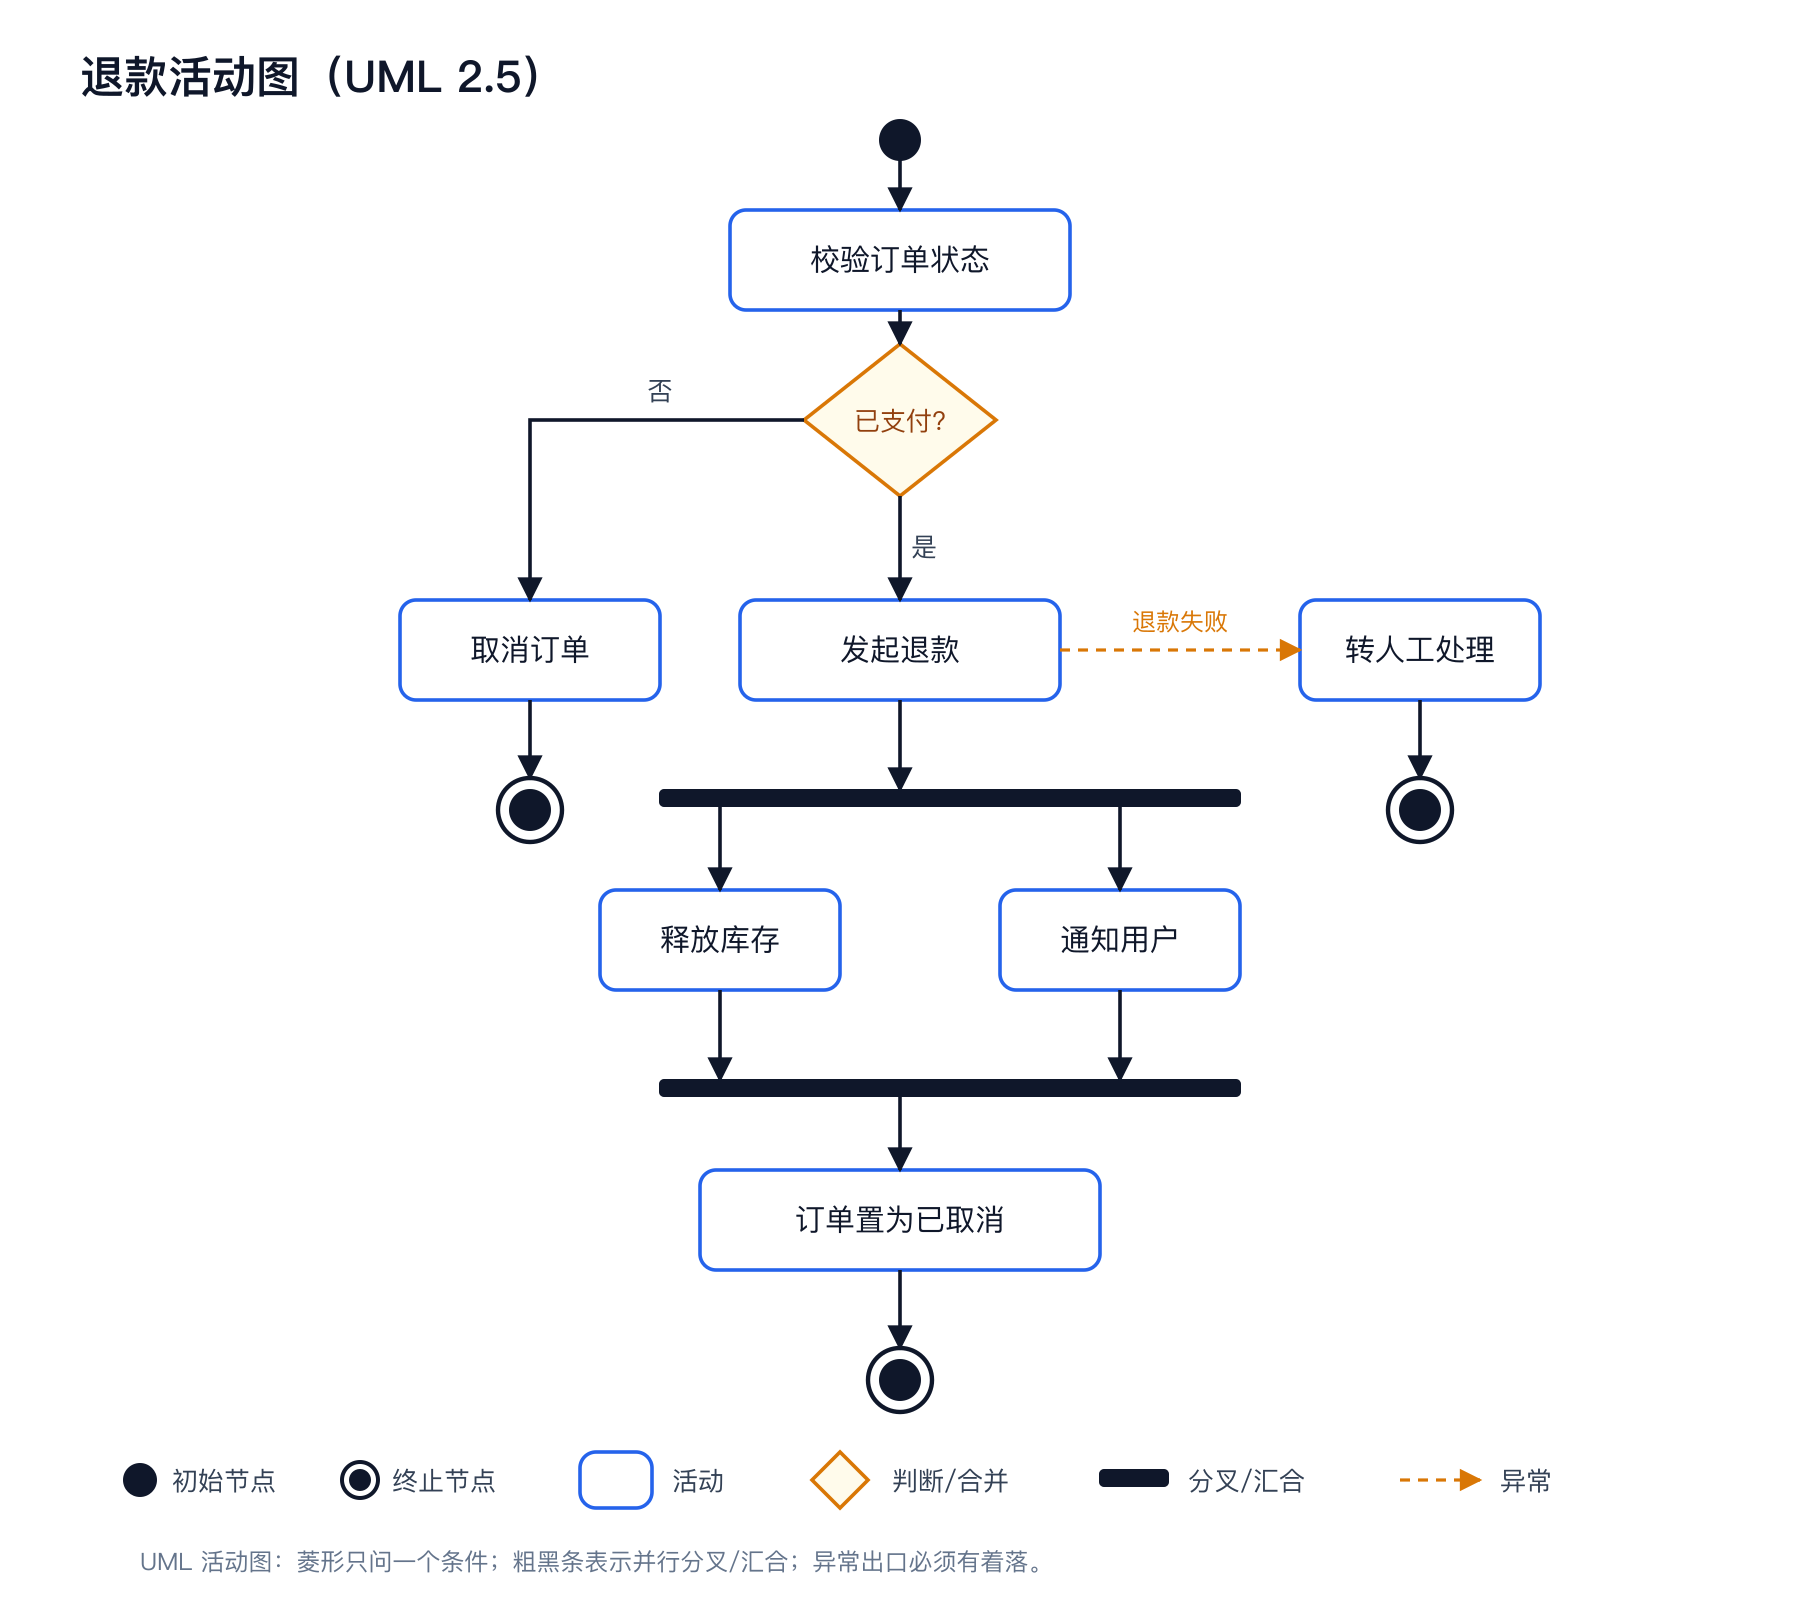 退款活动图（UML 2.5）
校验订单状态
否
已支付?
是
取消订单
发起退款
退款失败
转人工处理
释放库存
通知用户
订单置为已取消
初始节点
终止节点
活动
判断/合并
分叉/汇合
异常
UML 活动图：菱形只问一个条件；粗黑条表示并行分叉/汇合；异常出口必须有着落。